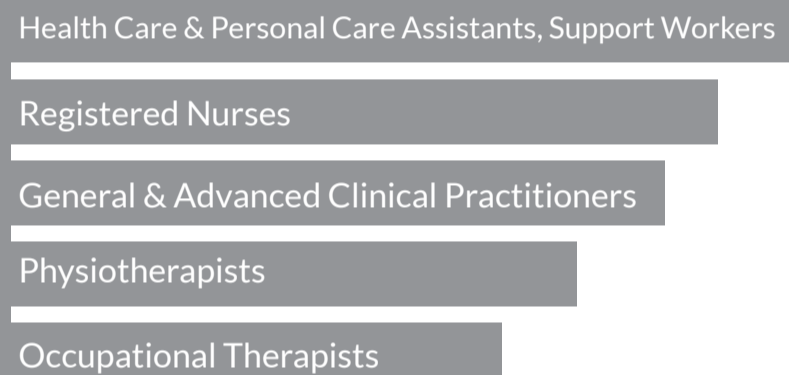 Health Care & Personal Care Assistants, Support Workers
Registered Nurses
General & Advanced Clinical Practitioners
Physiotherapists
Occupational Therapists